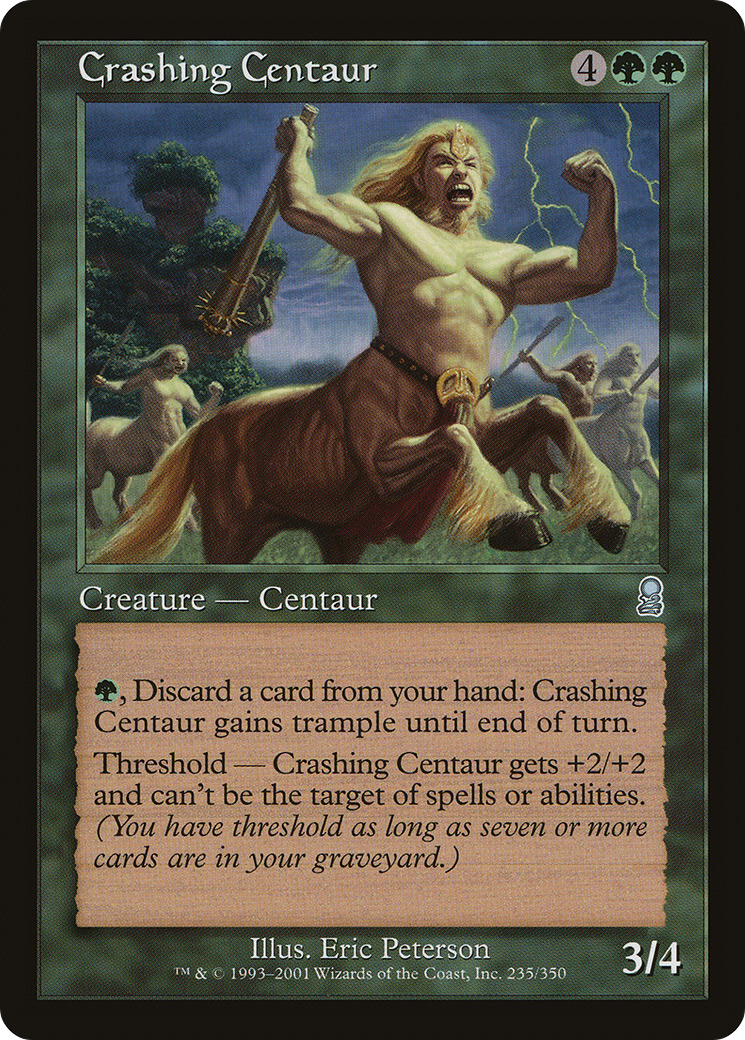 Crashing Centaur 4
Creature — Centaur
, Discard a card from your hand: Crashing
Centaur gains trample until end of turn.
Threshold — Crashing Centaur gets +2/+2
and can't be the target of spells or abilities.
(You have threshold as long as seven or more
cards are in your graveyard.)
Illus. Eric Peterson
™ & © 1993–2001 Wizards of the Coast, Inc. 235/350
3/4